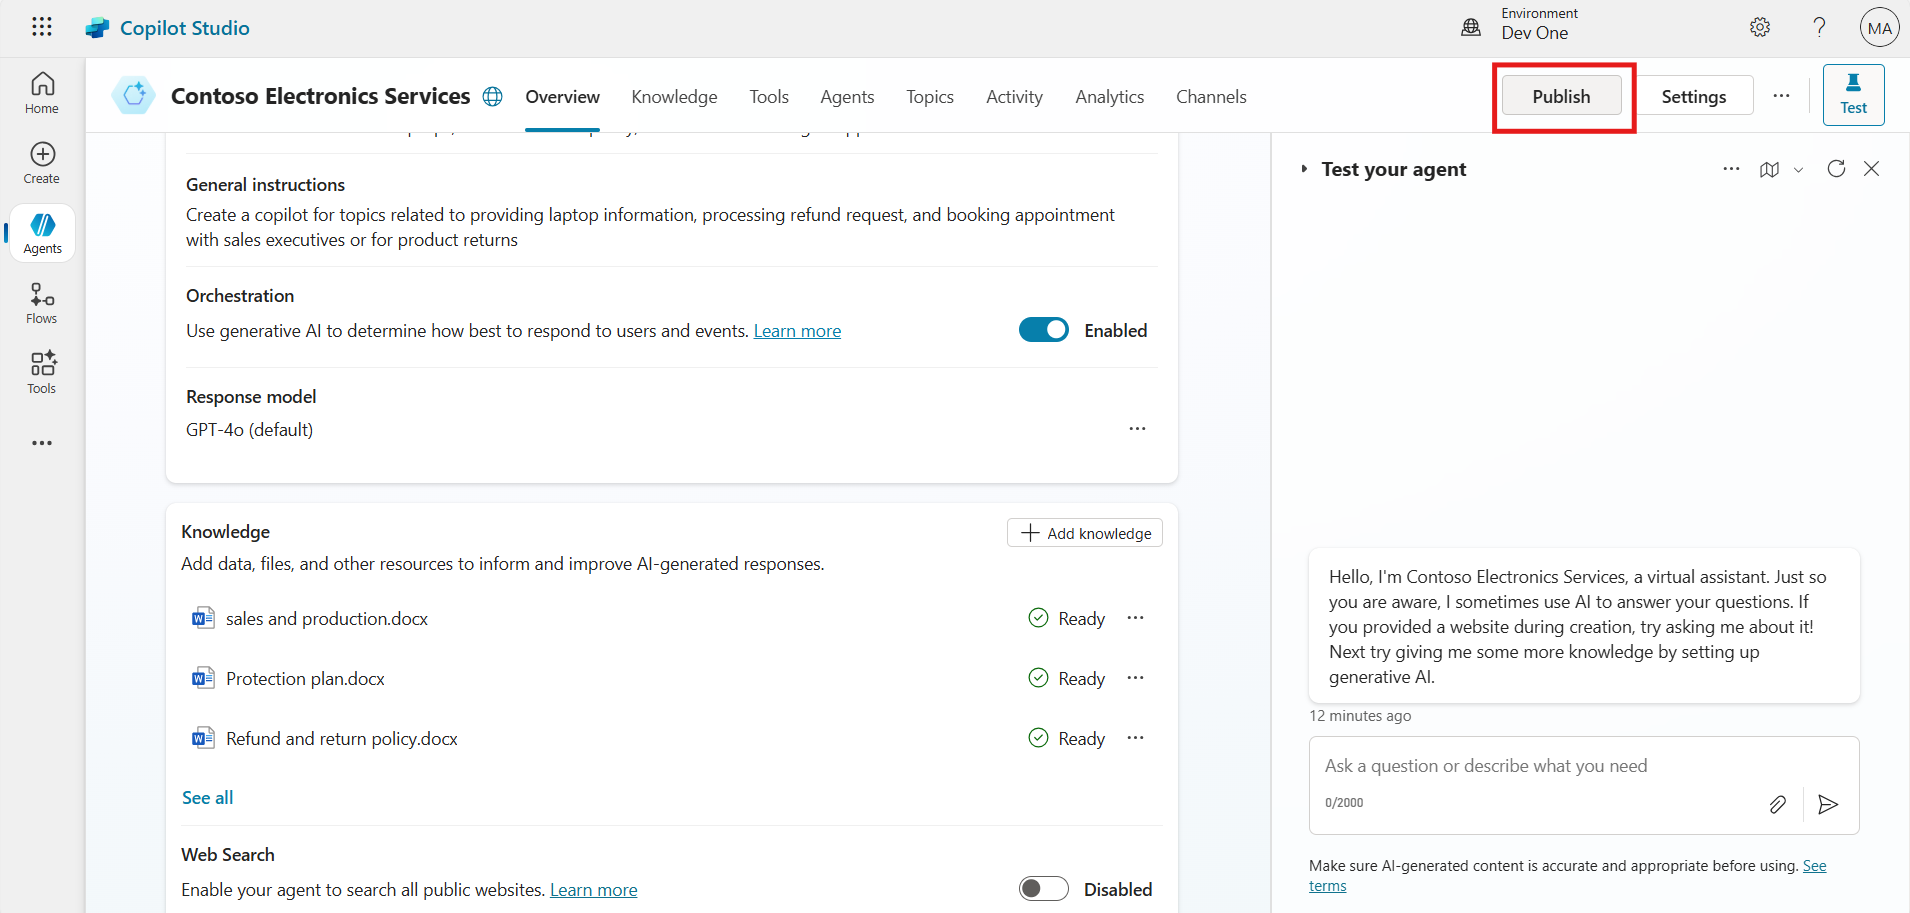 Copilot Studio
Environment
Dev One
MA
Home
Create
Agents
Flows
Tools
Contoso Electronics Services
Overview
Knowledge
Tools
Agents
Topics
Activity
Analytics
Channels
Publish
Settings
Test
General instructions
Create a copilot for topics related to providing laptop information, processing refund request, and booking appointment
with sales executives or for product returns
Orchestration
Use generative AI to determine how best to respond to users and events. Learn more
Enabled
Response model
GPT-4o (default)
Knowledge
Add knowledge
Add data, files, and other resources to inform and improve AI-generated responses.
sales and production.docx
Ready
Protection plan.docx
Ready
Refund and return policy.docx
Ready
See all
Web Search
Enable your agent to search all public websites. Learn more
Disabled
Test your agent
Hello, I'm Contoso Electronics Services, a virtual assistant. Just so
you are aware, I sometimes use AI to answer your questions. If
you provided a website during creation, try asking me about it!
Next try giving me some more knowledge by setting up
generative AI.
12 minutes ago
Ask a question or describe what you need
0/2000
Make sure AI-generated content is accurate and appropriate before using. See
terms